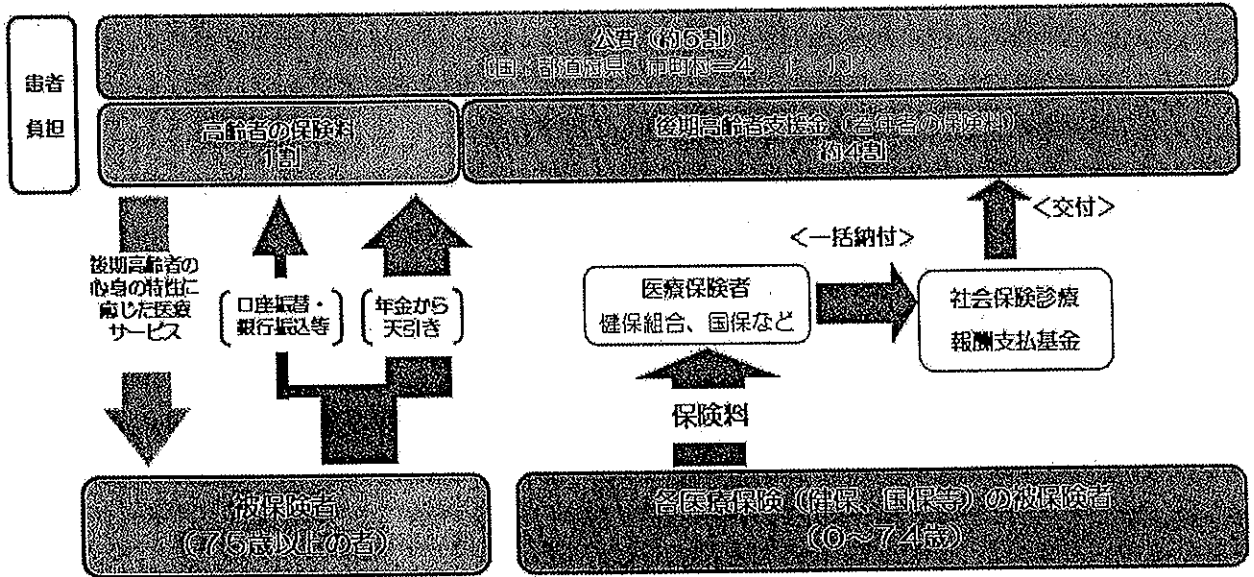 患者
負担
公費(約5割)
〔国:都道府県:市町村=4:1:1〕
高齢者の保険料
1割
後期高齢者支援金(若年者の保険料)
約4割
後期高齢者の
心身の特性に
応じた医療
サービス
口座振替・
銀行振込等
年金から
天引き
<一括納付>
<交付>
医療保険者
健保組合、国保など
社会保険診療
報酬支払基金
保険料
被保険者
(75歳以上の者)
各医療保険(健保、国保等)の被保険者
(0~74歳)